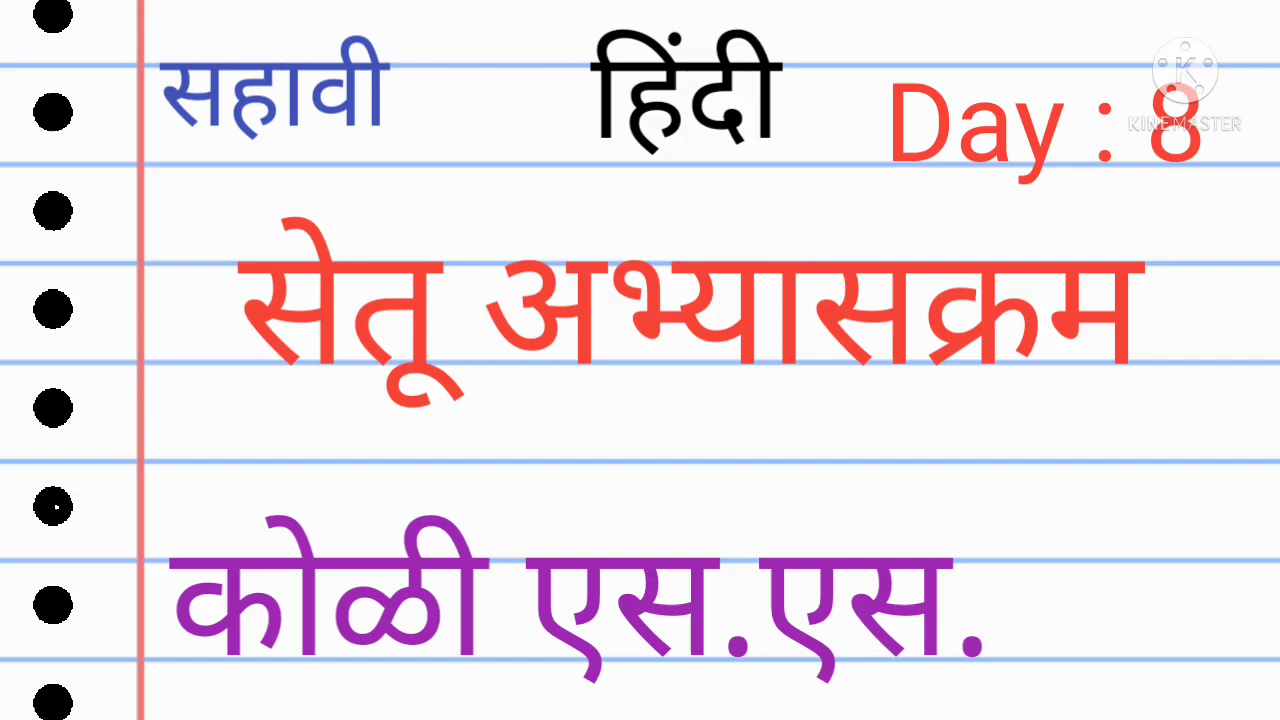 सहावी हिंदी Day : 8
KINEMASTER
सेतू अभ्यासक्रम
कोळी एस.एस.